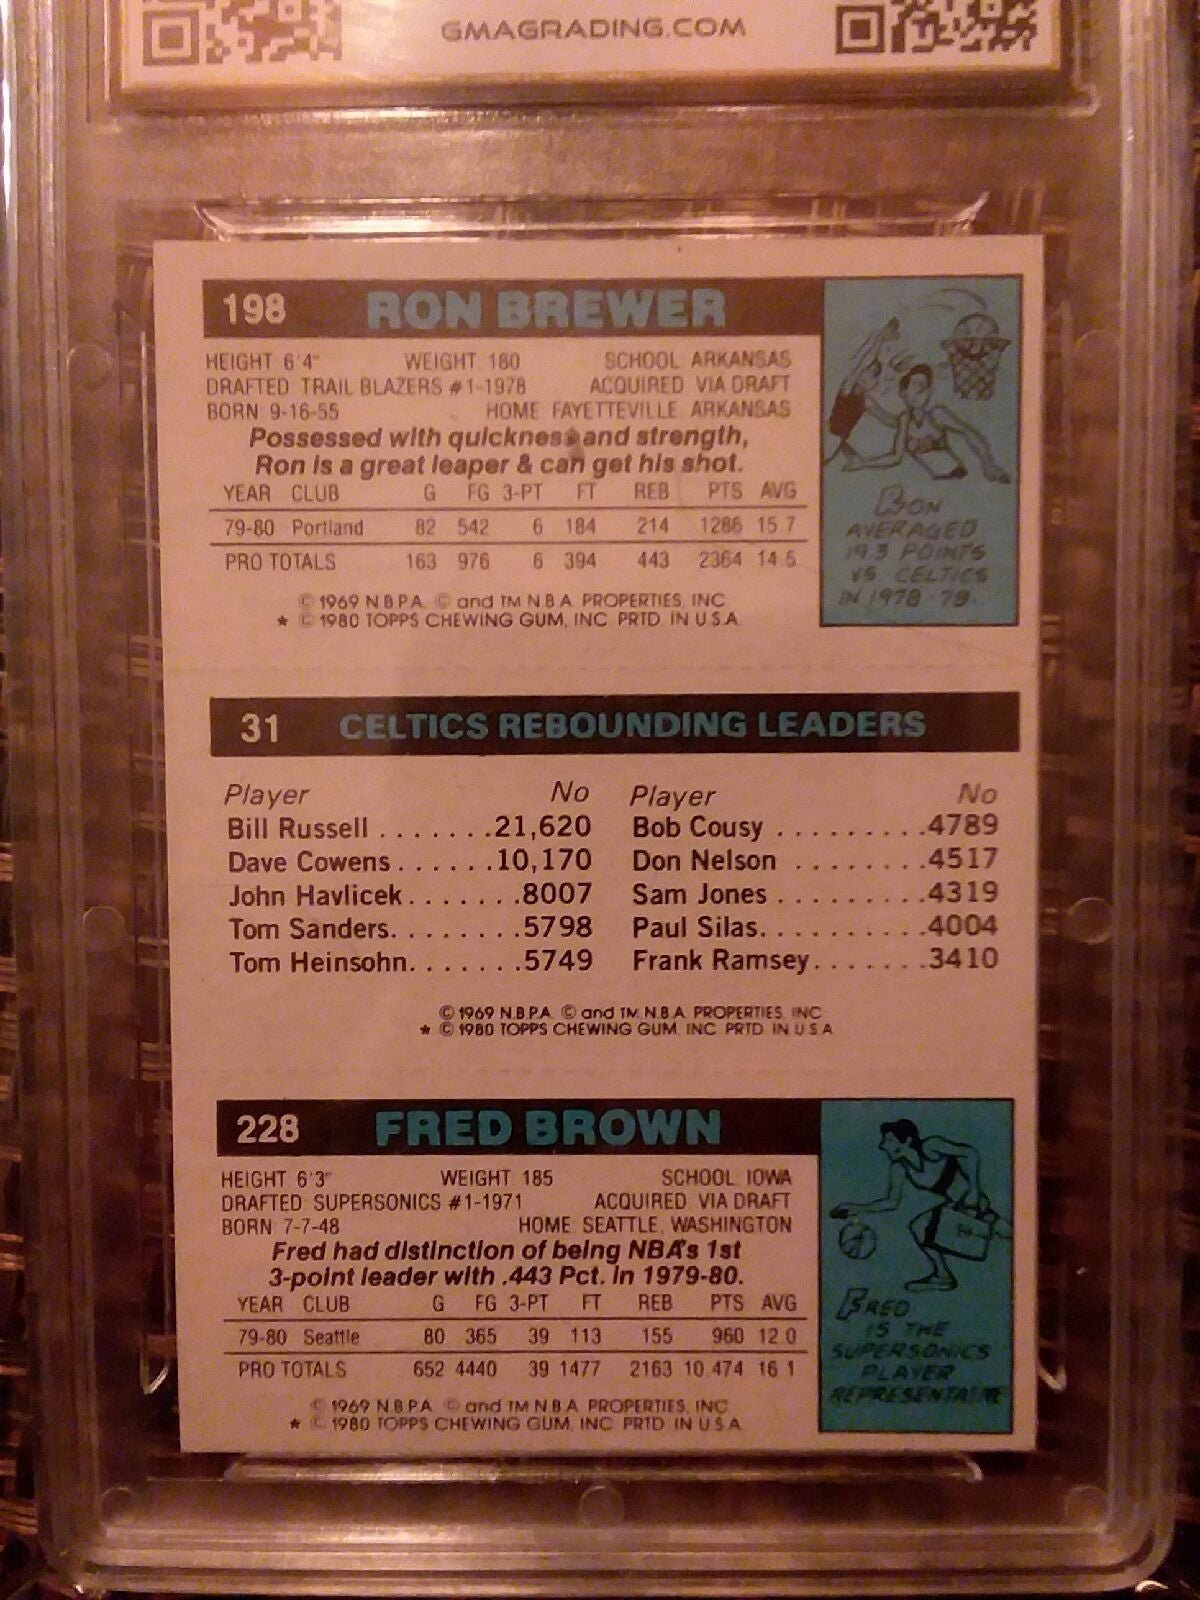 GMAGRADING.COM
198 RON BREWER
HEIGHT 6'4" WEIGHT 180 SCHOOL ARKANSAS
DRAFTED TRAIL BLAZERS #1-1978 ACQUIRED VIA DRAFT
BORN 9-16-55 HOME FAYETTEVILLE ARKANSAS
Possessed with quickness and strength,
Ron is a great leaper & can get his shot.
YEAR CLUB G FG 3-PT FT REB PTS AVG
79-80 Portland 82 542 6 184 214 1286 15.7
PRO TOTALS 163 976 6 394 443 2364 14.5
© 1969 N.B.P.A. © and TM N.B.A. PROPERTIES, INC.
* © 1980 TOPPS CHEWING GUM, INC. PRTD. IN U.S.A.
RON
AVERAGED
19.3 POINTS
VS CELTICS
IN 1978-79.
31 CELTICS REBOUNDING LEADERS
Player No Player No
Bill Russell .......21,620 Bob Cousy .........4789
Dave Cowens......10,170 Don Nelson ........4517
John Havlicek.......8007 Sam Jones .........4319
Tom Sanders........5798 Paul Silas..........4004
Tom Heinsohn.......5749 Frank Ramsey.......3410
© 1969 N.B.P.A. © and TM N.B.A. PROPERTIES, INC.
* © 1980 TOPPS CHEWING GUM, INC. PRTD. IN U.S.A.
228 FRED BROWN
HEIGHT 6'3" WEIGHT 185 SCHOOL IOWA
DRAFTED SUPERSONICS #1-1971 ACQUIRED VIA DRAFT
BORN 7-7-48 HOME SEATTLE, WASHINGTON
Fred had distinction of being NBA's 1st
3-point leader with .443 Pct. in 1979-80.
YEAR CLUB G FG 3-PT FT REB PTS AVG
79-80 Seattle 80 365 39 113 155 960 12.0
PRO TOTALS 652 4440 39 1477 2163 10,474 16.1
© 1969 N.B.P.A. © and TM N.B.A. PROPERTIES, INC.
* © 1980 TOPPS CHEWING GUM, INC. PRTD. IN U.S.A.
FRED
IS THE
SUPERSONICS
PLAYER
REPRESENTATIVE